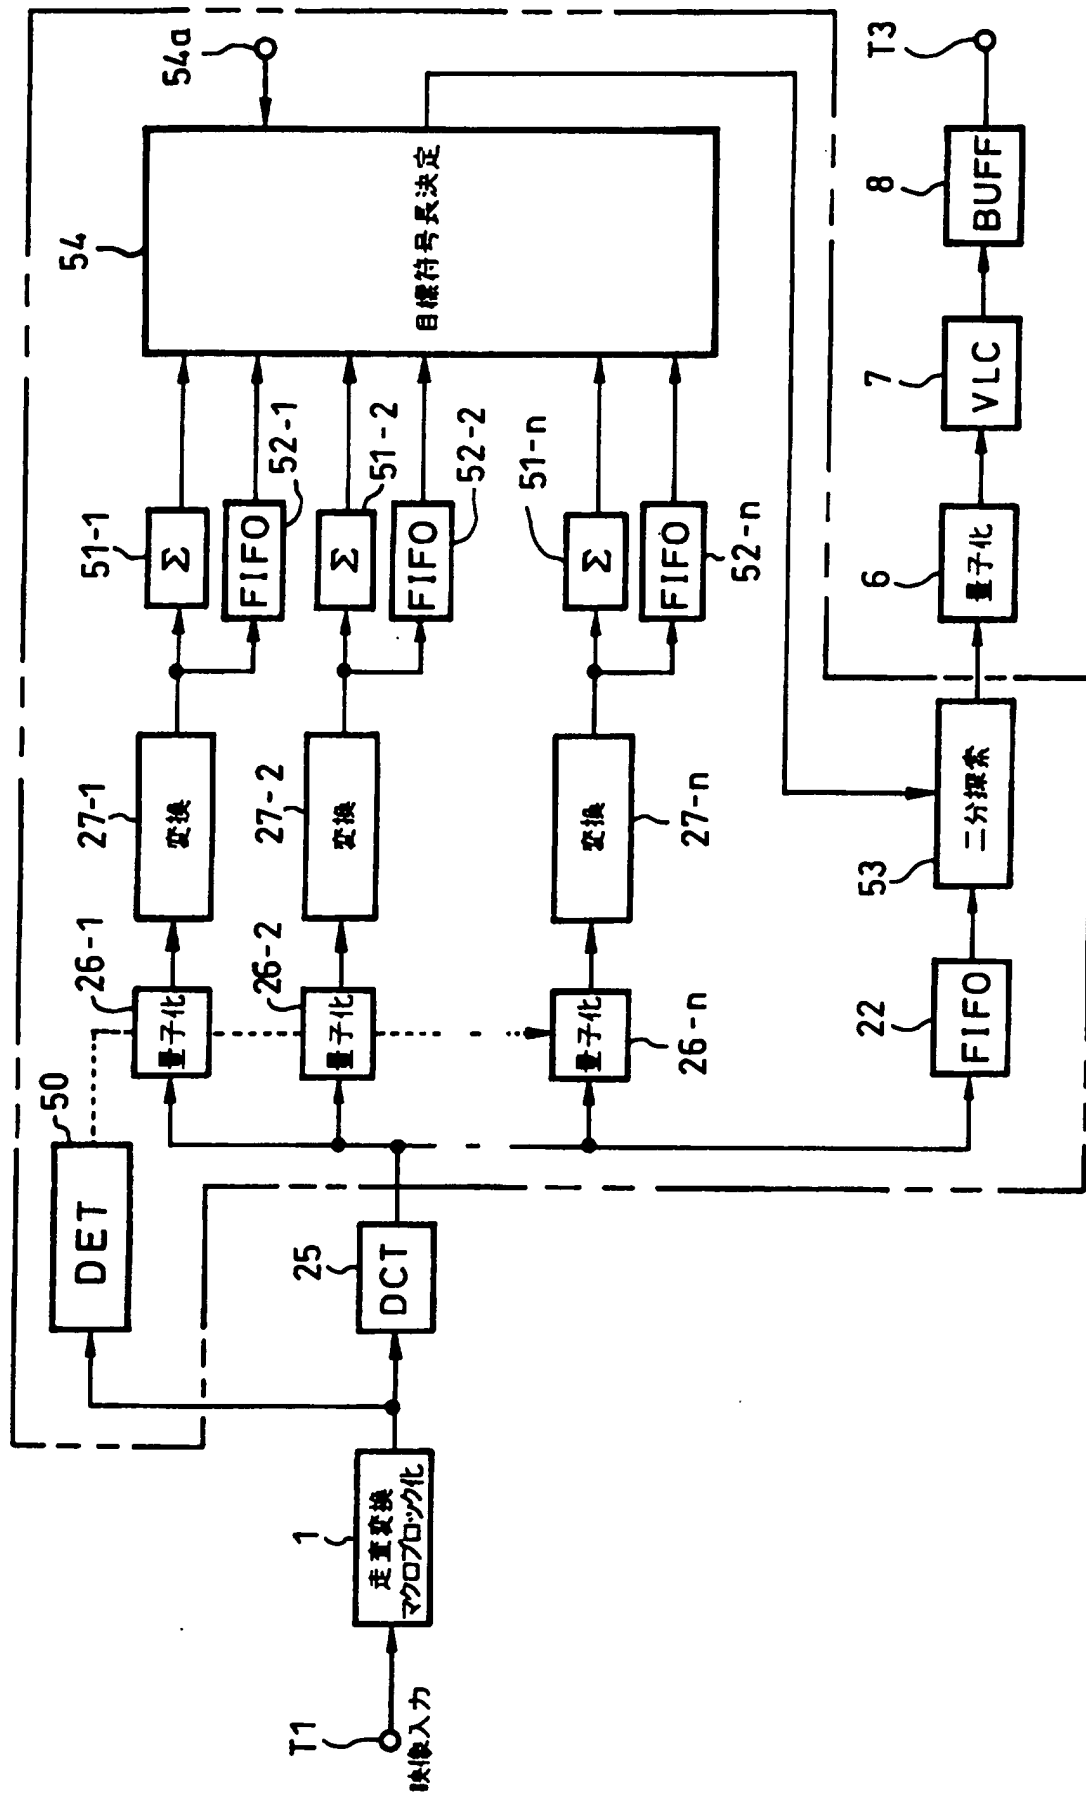 T1
映像入力
1
走査変換
マクロブロック化
50
DET
25
DCT
26-1
量子化
27-1
変換
51-1
Σ
FIFO
52-1
26-2
量子化
27-2
変換
51-2
Σ
FIFO
52-2
26-n
量子化
27-n
変換
51-n
Σ
FIFO
52-n
54
目標符号長決定
54a
22
FIFO
53
二分探索
6
量子化
7
VLC
8
BUFF
T3